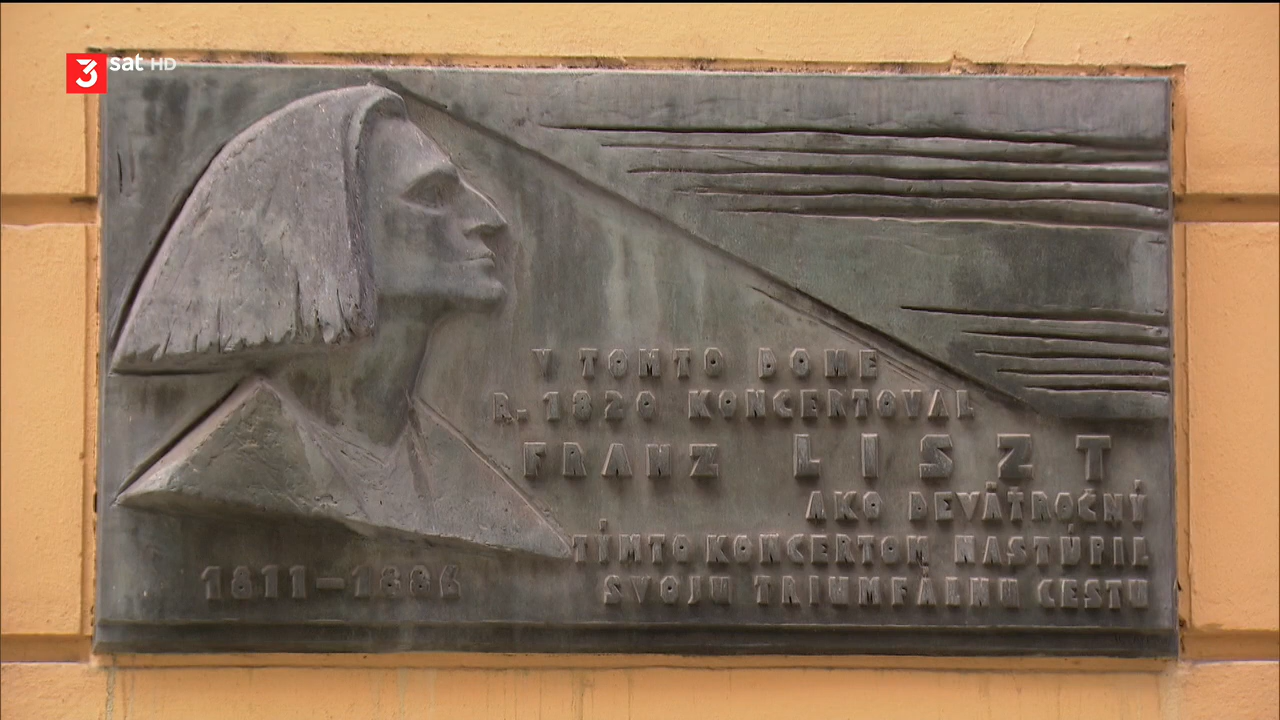 3sat HD
V TOMTO DOME
R. 1820 KONCERTOVAL
FRANZ LISZT
AKO DEVÄTROČNÝ
TÝMTO KONCERTOM NASTÚPIL
SVOJU TRIUMFÁLNU CESTU
1811-1886